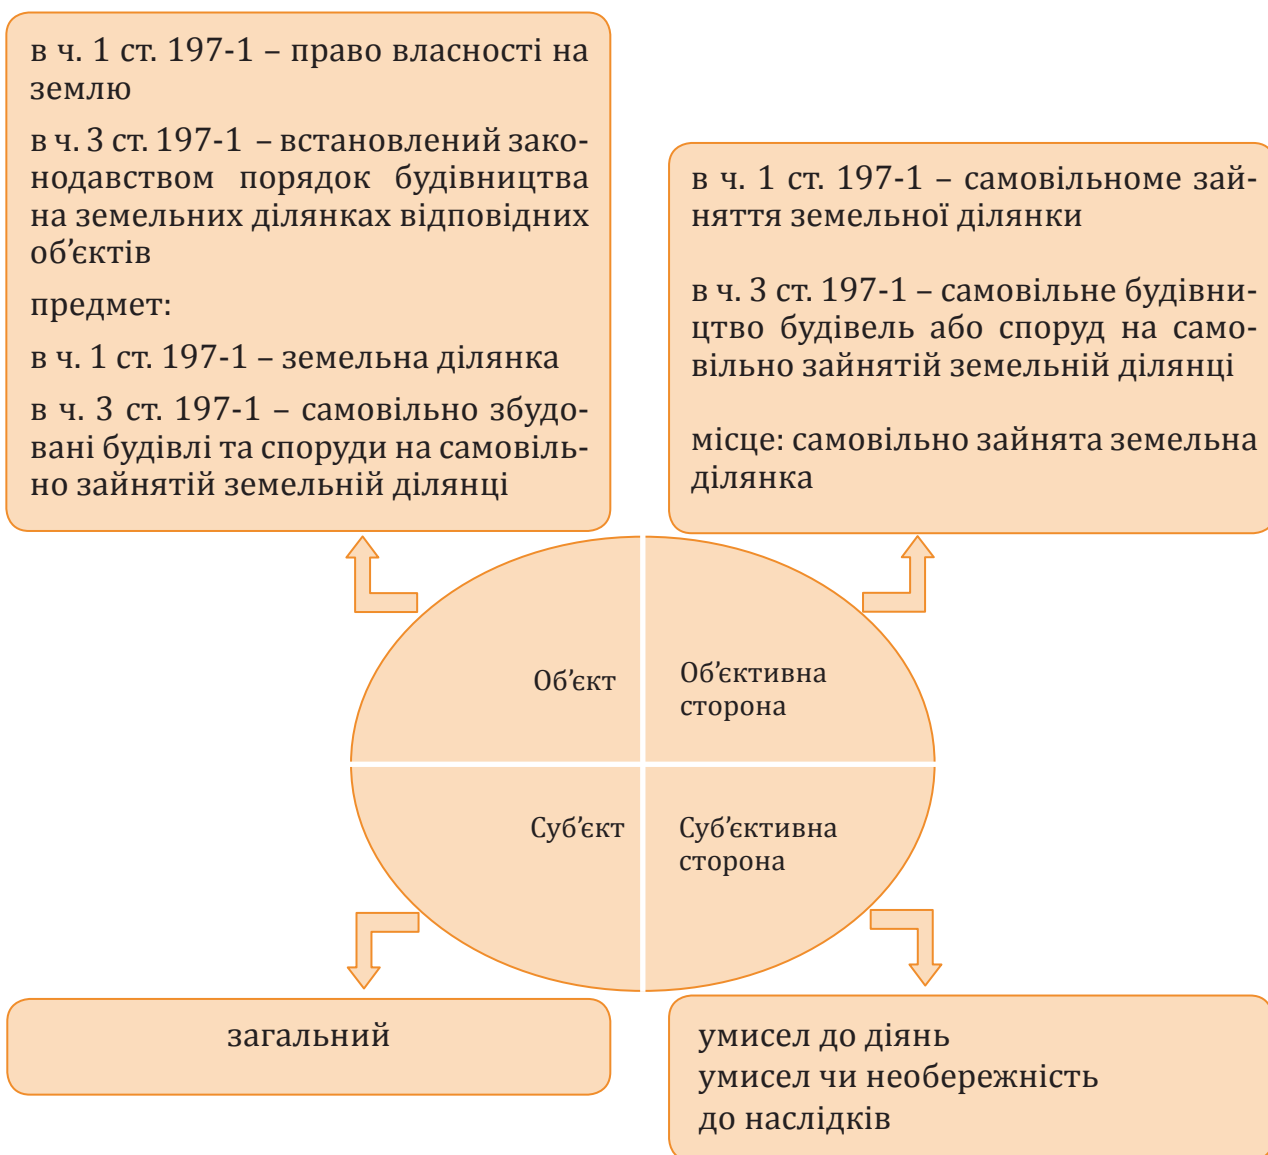 в ч. 1 ст. 197-1 – право власності на
землю
в ч. 3 ст. 197-1 – встановлений зако-
нодавством порядок будівництва
на земельних ділянках відповідних
об’єктів
предмет:
в ч. 1 ст. 197-1 – земельна ділянка
в ч. 3 ст. 197-1 – самовільно збудо-
вані будівлі та споруди на самовіль-
но зайнятій земельній ділянці
в ч. 1 ст. 197-1 – самовільноме зай-
няття земельної ділянки
в ч. 3 ст. 197-1 – самовільне будівни-
цтво будівель або споруд на само-
вільно зайнятій земельній ділянці
місце: самовільно зайнята земельна
ділянка
Об’єкт
Об’єктивна
сторона
Суб’єкт
Суб’єктивна
сторона
загальний
умисел до діянь
умисел чи необережність
до наслідків